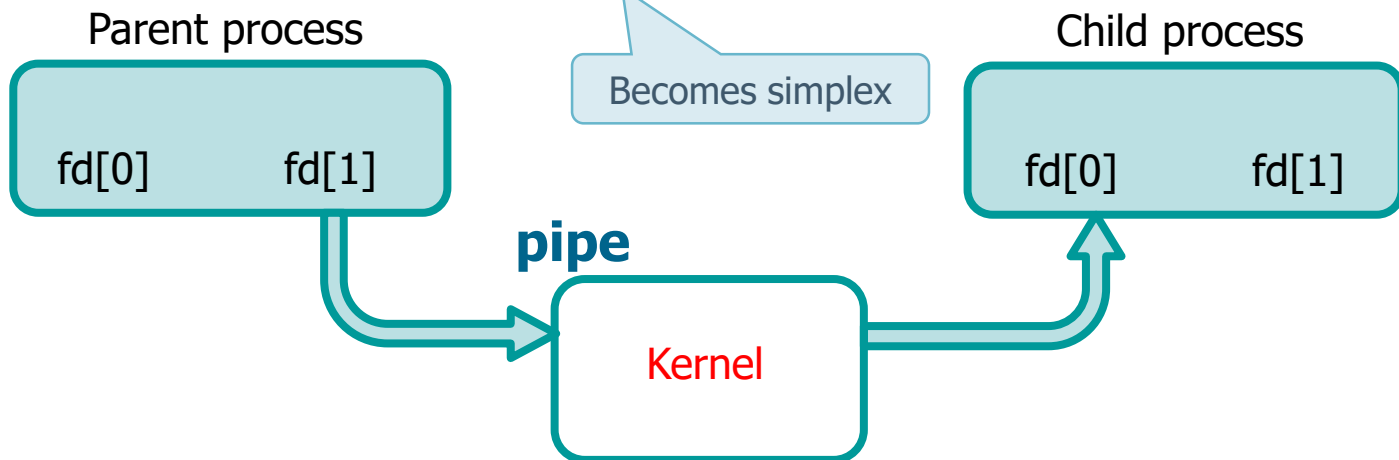 Parent process
Child process
Becomes simplex
fd[0] fd[1]
fd[0] fd[1]
pipe
Kernel